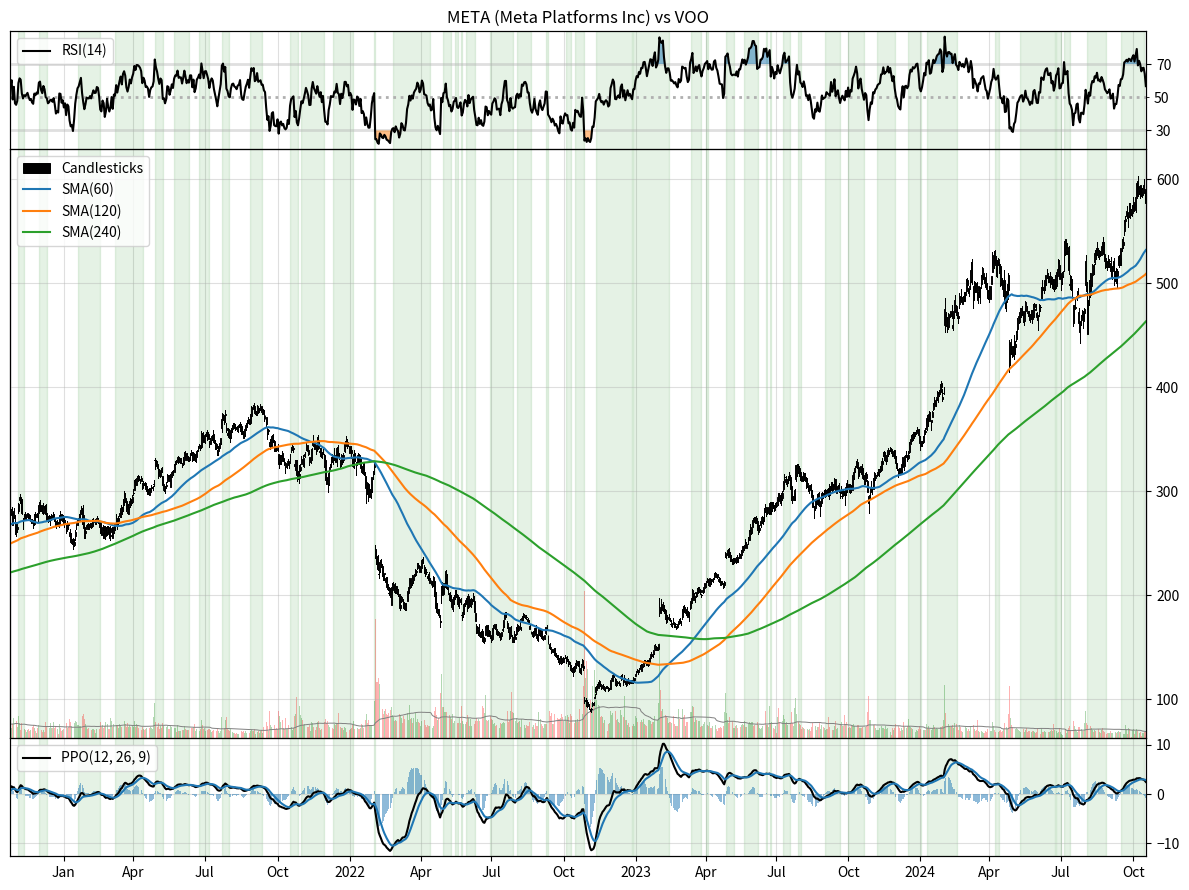 META (Meta Platforms Inc) vs VOO
RSI(14)
70
50
30
Candlesticks
SMA(60)
SMA(120)
SMA(240)
600
500
400
300
200
100
PPO(12, 26, 9)
10
0
−10
Jan Apr Jul Oct 2022 Apr Jul Oct 2023 Apr Jul Oct 2024 Apr Jul Oct